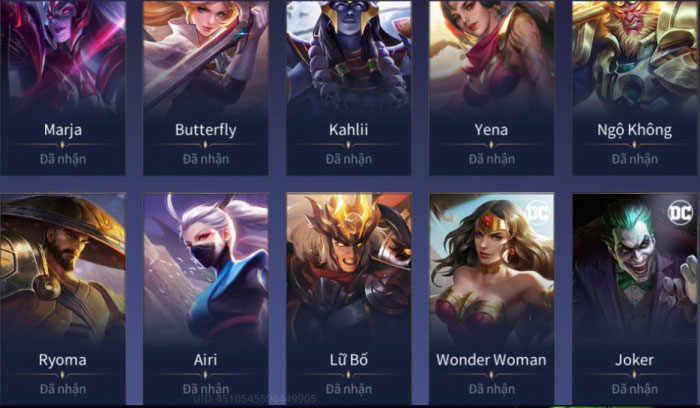 Marja Butterfly Kahlii Yena Ngộ Không
Đã nhận Đã nhận Đã nhận Đã nhận Đã nhận
DC DC
Ryoma Airi Lữ Bố Wonder Woman Joker
Đã nhận Đã nhận Đã nhận Đã nhận Đã nhận
UID: 4510545596449905